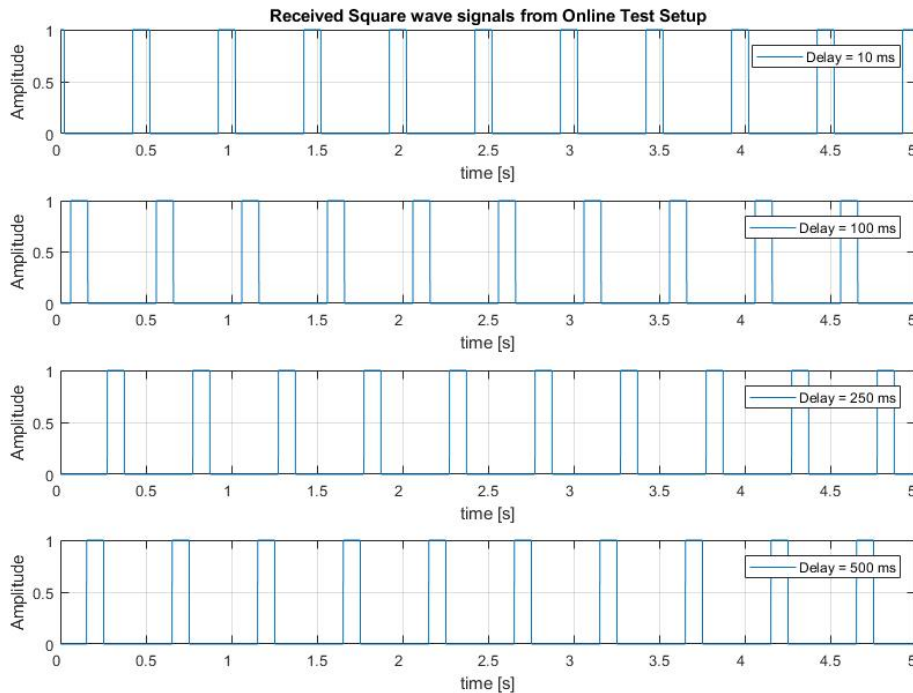 Received Square wave signals from Online Test Setup
Amplitude
1
0.5
0
Delay = 10 ms
0 0.5 1 1.5 2 2.5 3 3.5 4 4.5 5
time [s]
Amplitude
1
0.5
0
Delay = 100 ms
0 0.5 1 1.5 2 2.5 3 3.5 4 4.5 5
time [s]
Amplitude
1
0.5
0
Delay = 250 ms
0 0.5 1 1.5 2 2.5 3 3.5 4 4.5 5
time [s]
Amplitude
1
0.5
0
Delay = 500 ms
0 0.5 1 1.5 2 2.5 3 3.5 4 4.5 5
time [s]